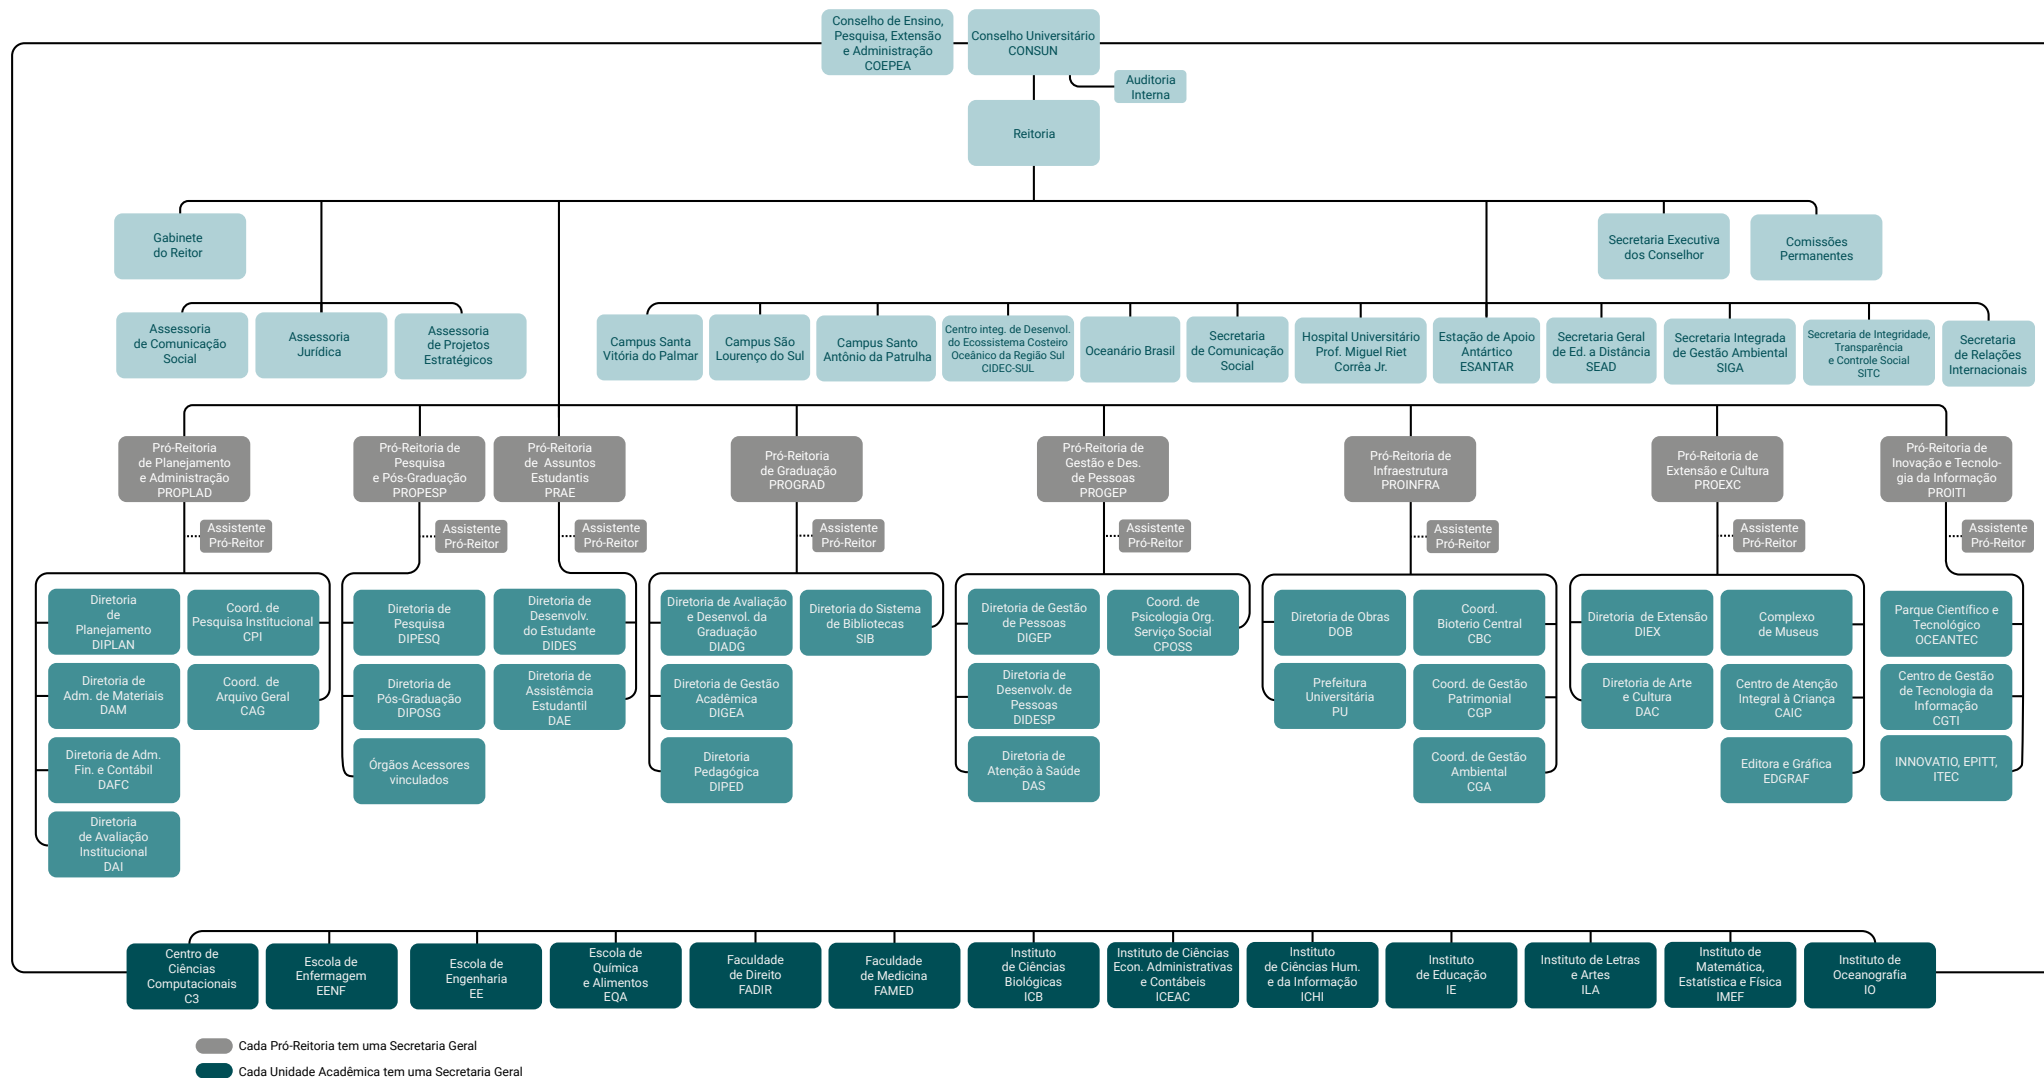 Conselho de Ensino,
Pesquisa, Extensão
e Administração
COEPEA
Conselho Universitário
CONSUN
Auditoria
Interna
Reitoria
Gabinete
do Reitor
Secretaria Executiva
dos Conselhor
Comissões
Permanentes
Assessoria
de Comunicação
Social
Assessoria
Jurídica
Assessoria
de Projetos
Estratégicos
Campus Santa
Vitória do Palmar
Campus São
Lourenço do Sul
Campus Santo
Antônio da Patrulha
Centro integ. de Desenvol.
do Ecossistema Costeiro
Oceânico da Região Sul
CIDEC-SUL
Oceanário Brasil
Secretaria
de Comunicação
Social
Hospital Universitário
Prof. Miguel Riet
Corrêa Jr.
Estação de Apoio
Antártico
ESANTAR
Secretaria Geral
de Ed. a Distância
SEAD
Secretaria Integrada
de Gestão Ambiental
SIGA
Secretaria de Integridade,
Transparência
e Controle Social
SITC
Secretaria
de Relações
Internacionais
Pró-Reitoria
de Planejamento
e Administração
PROPLAD
Pró-Reitoria de
Pesquisa
e Pós-Graduação
PROPESP
Pró-Reitoria
de Assuntos
Estudantis
PRAE
Pró-Reitoria
de Graduação
PROGRAD
Pró-Reitoria de
Gestão e Des.
de Pessoas
PROGEP
Pró-Reitoria de
Infraestrutura
PROINFRA
Pró-Reitoria de
Extensão e Cultura
PROEXC
Pró-Reitoria de
Inovação e Tecnolo-
gia da Informação
PROITI
Assistente
Pró-Reitor
Assistente
Pró-Reitor
Assistente
Pró-Reitor
Assistente
Pró-Reitor
Assistente
Pró-Reitor
Assistente
Pró-Reitor
Assistente
Pró-Reitor
Assistente
Pró-Reitor
Diretoria
de
Planejamento
DIPLAN
Coord. de
Pesquisa Institucional
CPI
Diretoria de
Pesquisa
DIPESQ
Diretoria de
Desenvolv.
do Estudante
DIDES
Diretoria de Avaliação
e Desenvol. da
Graduação
DIADG
Diretoria do Sistema
de Bibliotecas
SIB
Diretoria de Gestão
de Pessoas
DIGEP
Coord. de
Psicologia Org.
Serviço Social
CPOSS
Diretoria de Obras
DOB
Coord.
Bioterio Central
CBC
Diretoria de Extensão
DIEX
Complexo
de Museus
Parque Científico e
Tecnológico
OCEANTEC
Diretoria de
Adm. de Materiais
DAM
Coord. de
Arquivo Geral
CAG
Diretoria de
Pós-Graduação
DIPOSG
Diretoria de
Assistêmcia
Estudantil
DAE
Diretoria de Gestão
Acadêmica
DIGEA
Diretoria de
Desenvolv. de
Pessoas
DIDESP
Prefeitura
Universitária
PU
Coord. de Gestão
Patrimonial
CGP
Diretoria de Arte
e Cultura
DAC
Centro de Atenção
Integral à Criança
CAIC
Centro de Gestão
de Tecnologia da
Informação
CGTI
Diretoria de Adm.
Fin. e Contábil
DAFC
Órgãos Acessores
vinculados
Diretoria
Pedagógica
DIPED
Diretoria de
Atenção à Saúde
DAS
Coord. de Gestão
Ambiental
CGA
Editora e Gráfica
EDGRAF
INNOVATIO, EPITT,
ITEC
Diretoria
de Avaliação
Institucional
DAI
Centro de
Ciências
Computacionais
C3
Escola de
Enfermagem
EENF
Escola de
Engenharia
EE
Escola de
Química
e Alimentos
EQA
Faculdade
de Direito
FADIR
Faculdade
de Medicina
FAMED
Instituto
de Ciências
Biológicas
ICB
Instituto de Ciências
Econ. Administrativas
e Contábeis
ICEAC
Instituto
de Ciências Hum.
e da Informação
ICHI
Instituto
de Educação
IE
Instituto de Letras
e Artes
ILA
Instituto de
Matemática,
Estatística e Física
IMEF
Instituto de
Oceanografia
IO
Cada Pró-Reitoria tem uma Secretaria Geral
Cada Unidade Acadêmica tem uma Secretaria Geral